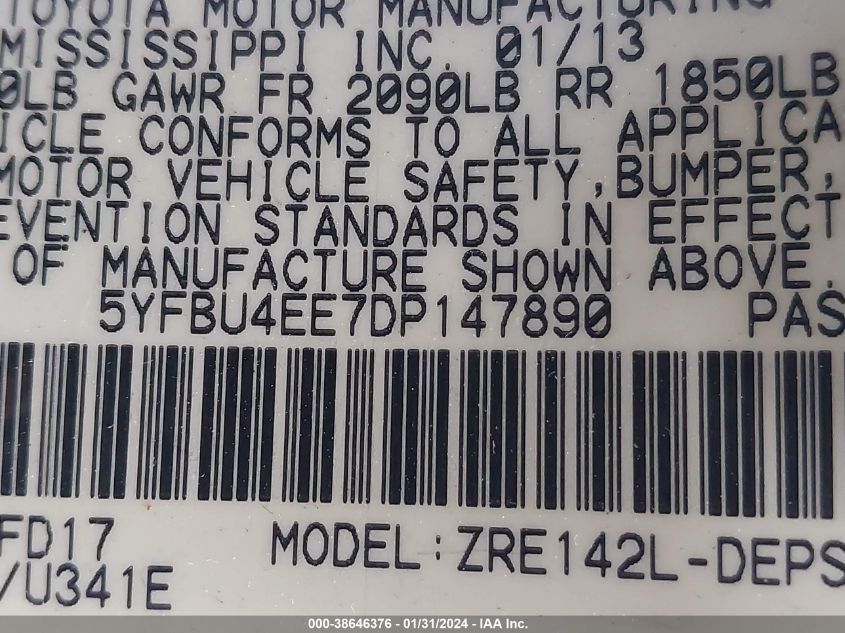 TOYOTA MOTOR MANUFACTURING
MISSISSIPPI INC. 01/13
0LB GAWR FR 2090LB RR 1850LB
ICLE CONFORMS TO ALL APPLICA
MOTOR VEHICLE SAFETY, BUMPER,
EVENTION STANDARDS IN EFFECT
OF MANUFACTURE SHOWN ABOVE.
5YFBU4EE7DP147890 PAS
FD17 MODEL:ZRE142L-DEPS
/U341E
000-38646376 - 01/31/2024 - IAA Inc.